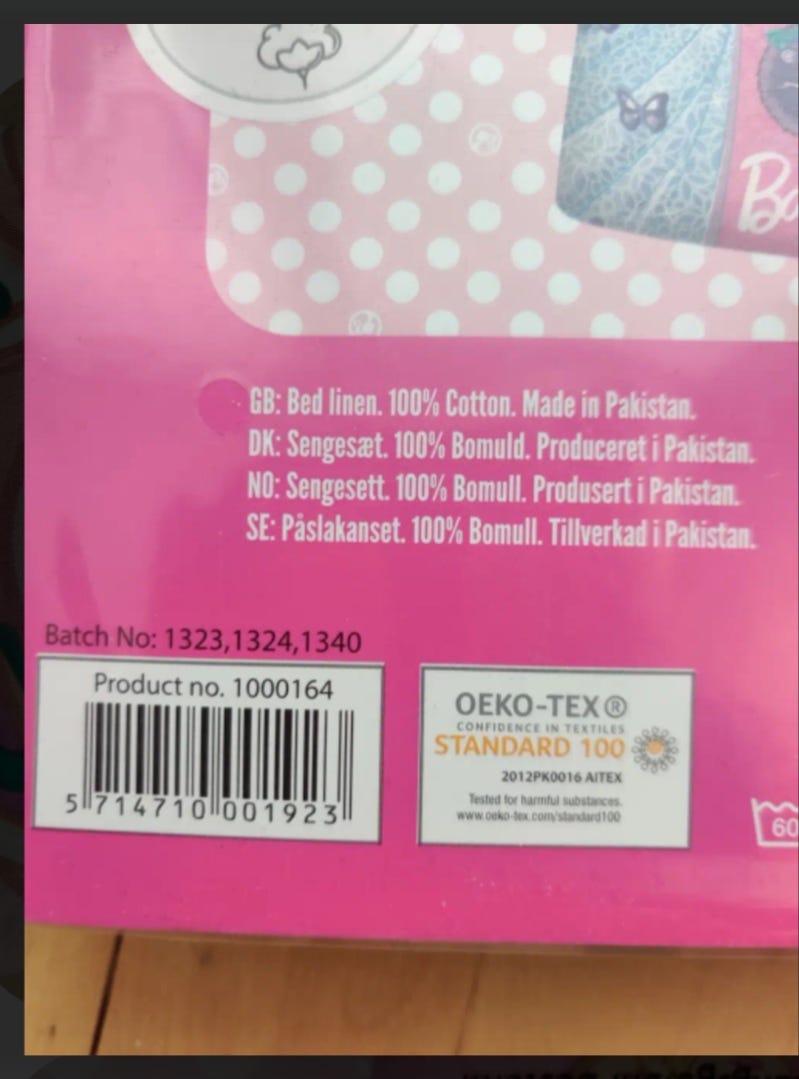 GB: Bed linen. 100% Cotton. Made in Pakistan.
DK: Sengesæt. 100% Bomuld. Produceret i Pakistan.
NO: Sengesett. 100% Bomull. Produsert i Pakistan.
SE: Påslakanset. 100% Bomull. Tillverkad i Pakistan.
Batch No: 1323,1324,1340
Product no. 1000164
5 714710 001923
OEKO-TEX®
CONFIDENCE IN TEXTILES
STANDARD 100
2012PK0016 AITEX
Tested for harmful substances.
www.oeko-tex.com/standard100
60